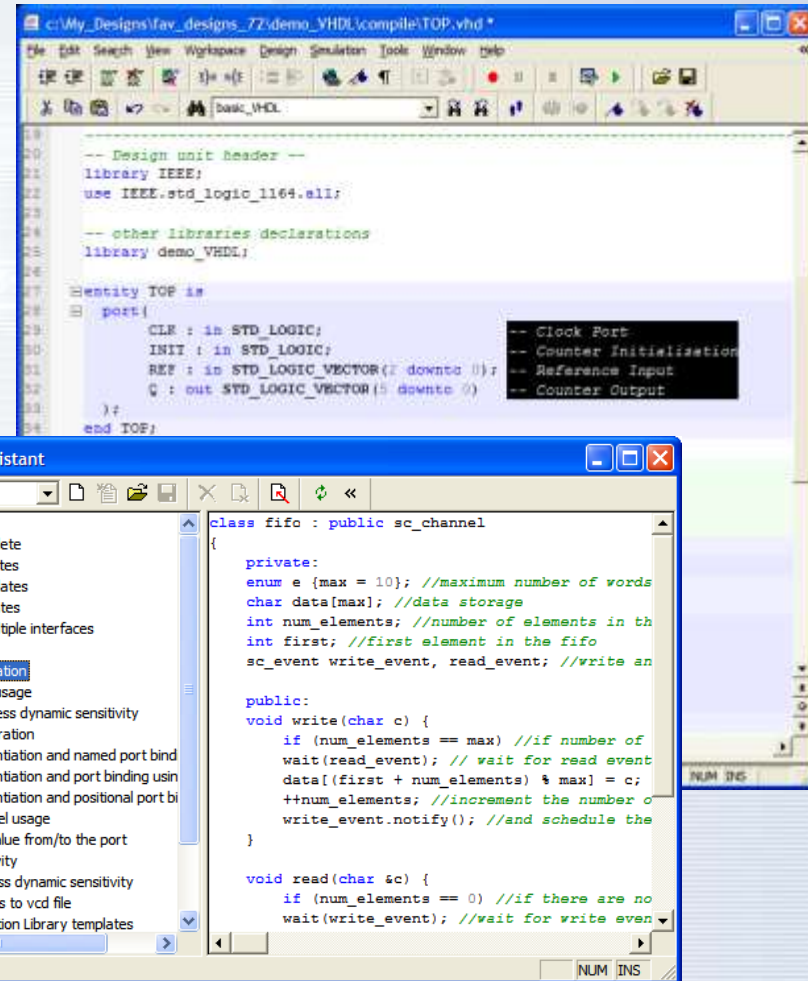 c:\My_Designs\fav_designs_72\demo_VHDL\compile\TOP.vhd *
File Edit Search View Workspace Design Simulation Tools Window Help
basic_VHDL
19
20 -- Design unit header --
21 library IEEE;
22 use IEEE.std_logic_1164.all;
23
24 -- other libraries declarations
25 library demo_VHDL;
26
27 entity TOP is
28 port(
29 CLK : in STD_LOGIC; -- Clock Port
30 INIT : in STD_LOGIC; -- Counter Initialisation
31 REF : in STD_LOGIC_VECTOR(2 downto 0); -- Reference Input
32 Q : out STD_LOGIC_VECTOR(5 downto 0) -- Counter Output
33 );
34 end TOP;
NUM INS
istant
ete
tes
ates
tes
tiple interfaces
ation
usage
ess dynamic sensitivity
ration
ntiation and named port bind
ntiation and port binding usin
ntiation and positional port bi
el usage
lue from/to the port
vity
ss dynamic sensitivity
s to vcd file
tion Library templates
class fifo : public sc_channel
{
private:
enum e {max = 10}; //maximum number of words
char data[max]; //data storage
int num_elements; //number of elements in th
int first; //first element in the fifo
sc_event write_event, read_event; //write an
public:
void write(char c) {
if (num_elements == max) //if number of
wait(read_event); // wait for read event
data[(first + num_elements) % max] = c;
++num_elements; //increment the number o
write_event.notify(); //and schedule the
}
void read(char &c) {
if (num_elements == 0) //if there are no
wait(write_event); //wait for write even
NUM INS